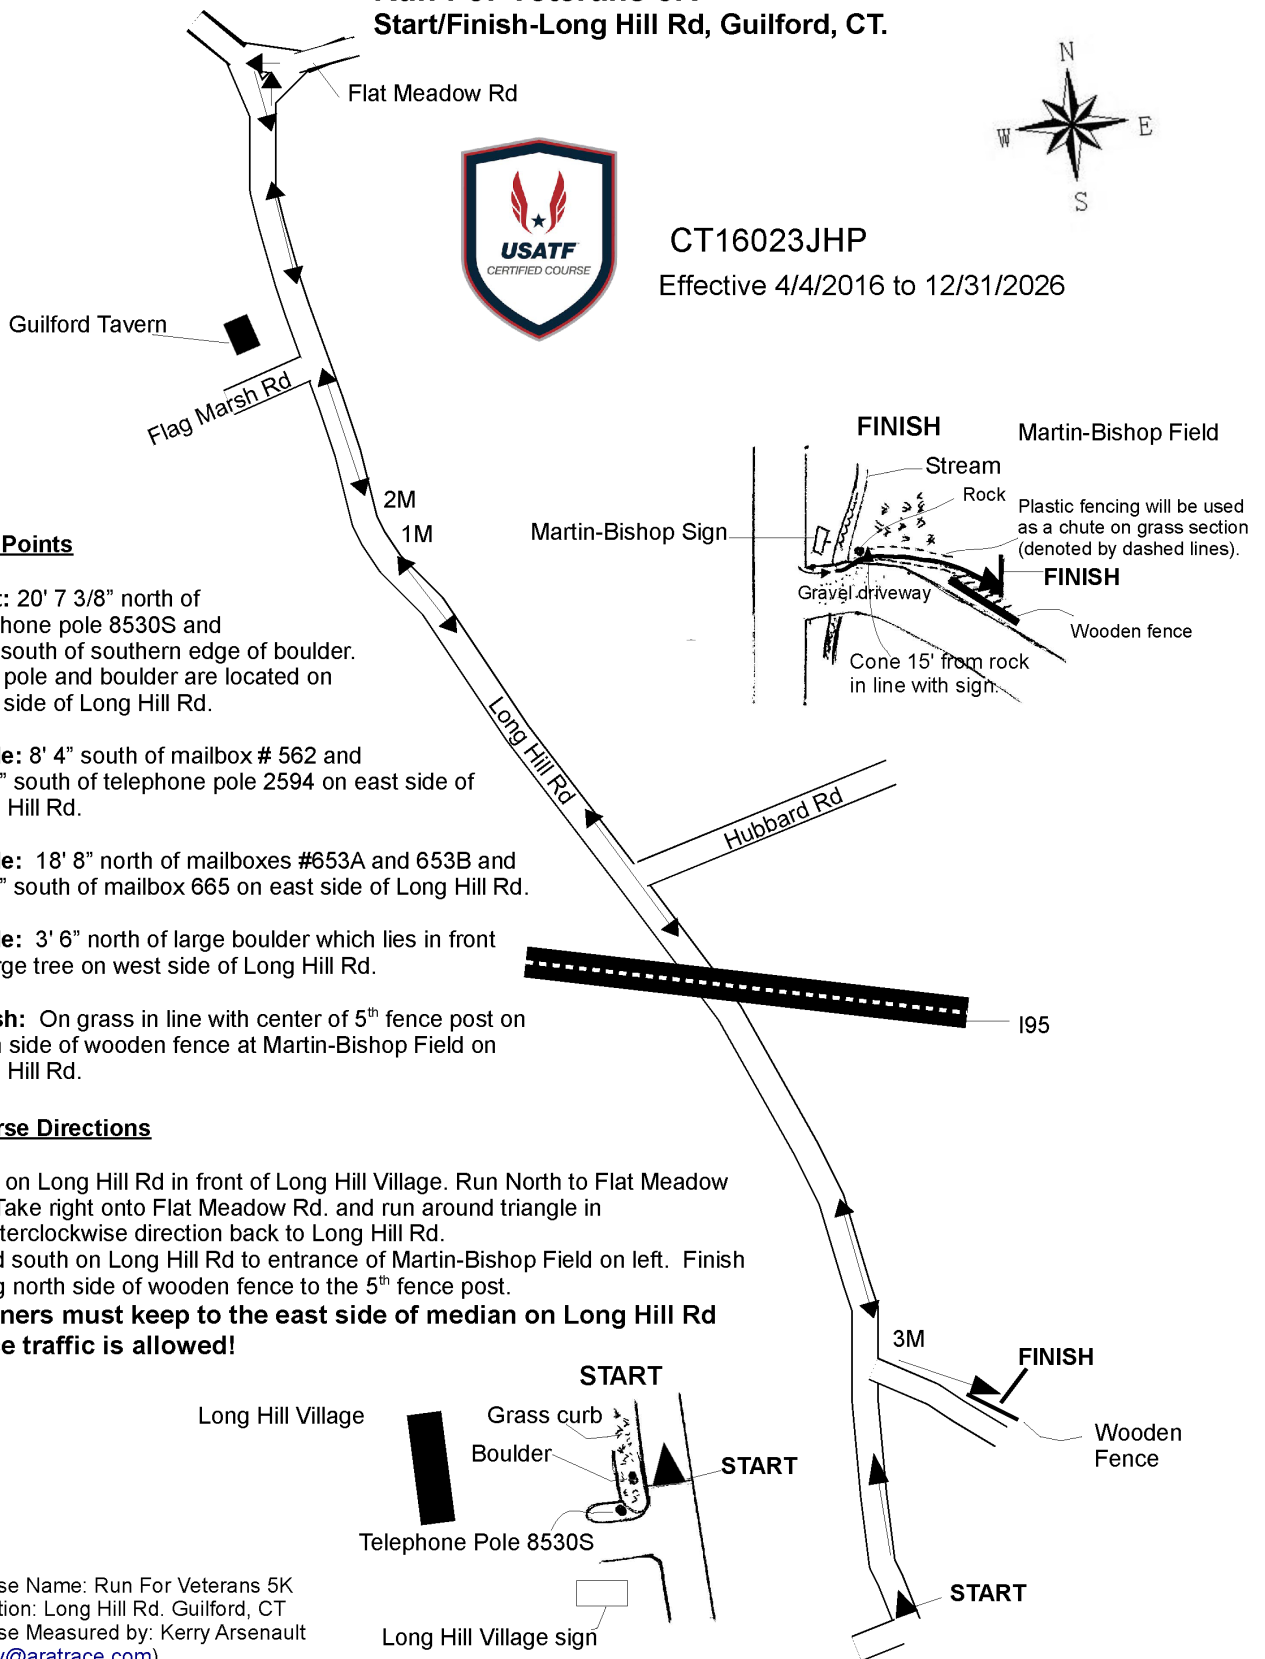 Start/Finish-Long Hill Rd, Guilford, CT.
Flat Meadow Rd
N
W
E
S
USATF
CERTIFIED COURSE
CT16023JHP
Effective 4/4/2016 to 12/31/2026
Guilford Tavern
Flag Marsh Rd
2M
1M
FINISH
Martin-Bishop Field
Stream
Rock
Plastic fencing will be used
as a chute on grass section
(denoted by dashed lines).
Martin-Bishop Sign
FINISH
Gravel driveway
Wooden fence
Cone 15' from rock
in line with sign.
Points
20' 7 3/8” north of
pole 8530S and
south of southern edge of boulder.
pole and boulder are located on
side of Long Hill Rd.
8' 4” south of mailbox # 562 and
south of telephone pole 2594 on east side of
Hill Rd.
18' 8” north of mailboxes #653A and 653B and
south of mailbox 665 on east side of Long Hill Rd.
3' 6” north of large boulder which lies in front
tree on west side of Long Hill Rd.
On grass in line with center of 5th fence post on
side of wooden fence at Martin-Bishop Field on
Hill Rd.
Long Hill Rd
Hubbard Rd
I95
Directions
on Long Hill Rd in front of Long Hill Village. Run North to Flat Meadow
Take right onto Flat Meadow Rd. and run around triangle in
direction back to Long Hill Rd.
south on Long Hill Rd to entrance of Martin-Bishop Field on left. Finish
north side of wooden fence to the 5th fence post.
must keep to the east side of median on Long Hill Rd
traffic is allowed!
3M
FINISH
Wooden
Fence
START
Long Hill Village
Grass curb
Boulder
START
Telephone Pole 8530S
Long Hill Village sign
START
Name: Run For Veterans 5K
Long Hill Rd. Guilford, CT
Measured by: Kerry Arsenault
@aratrace.com)